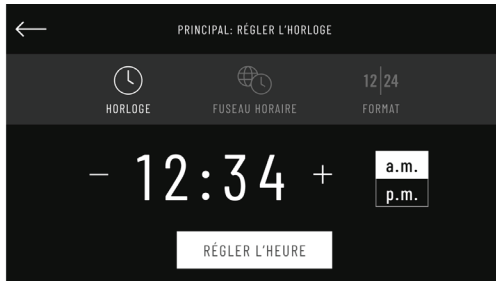 PRINCIPAL: RÉGLER L'HORLOGE
12|24
HORLOGE FUSEAU HORAIRE FORMAT
− 12:34 + a.m.
p.m.
RÉGLER L'HEURE